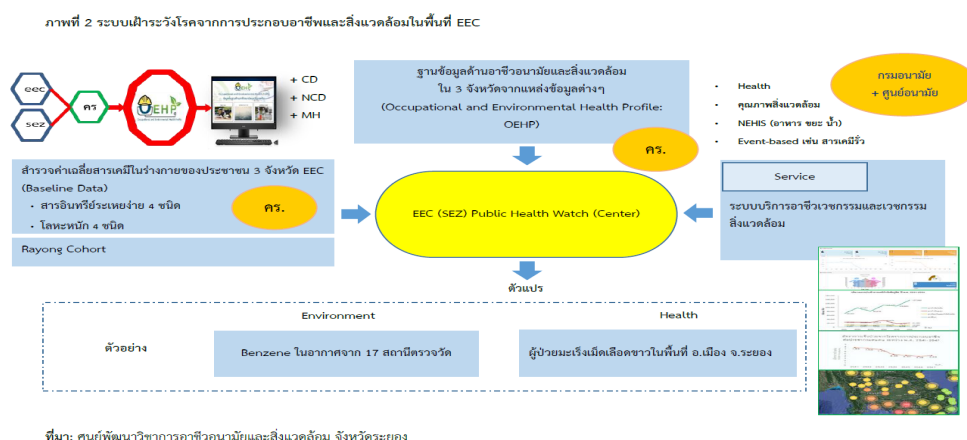 ภาพที่ 2 ระบบเฝ้าระวังโรคจากการประกอบอาชีพและสิ่งแวดล้อมในพื้นที่ EEC
eec
sez
คร
OEHP
+ CD
+ NCD
+ MH
ฐานข้อมูลด้านอาชีวอนามัยและสิ่งแวดล้อม
ใน 3 จังหวัดจากแหล่งข้อมูลต่างๆ
(Occupational and Environmental Health Profile:
OEHP)
คร.
• Health
• คุณภาพสิ่งแวดล้อม
• NEHIS (อาหาร ขยะ น้ำ)
• Event-based เช่น สารเคมีรั่ว
กรมอนามัย
+ ศูนย์อนามัย
สำรวจค่าเฉลี่ยสารเคมีในร่างกายของประชาชน 3 จังหวัด EEC
(Baseline Data)
• สารอินทรีย์ระเหยง่าย 4 ชนิด
• โลหะหนัก 4 ชนิด
คร.
Rayong Cohort
EEC (SEZ) Public Health Watch (Center)
Service
ระบบบริการอาชีวเวชกรรมและเวชกรรม
สิ่งแวดล้อม
ตัวแปร
ตัวอย่าง
Environment
Benzene ในอากาศจาก 17 สถานีตรวจวัด
Health
ผู้ป่วยมะเร็งเม็ดเลือดขาวในพื้นที่ อ.เมือง จ.ระยอง
ที่มา: ศูนย์พัฒนาวิชาการอาชีวอนามัยและสิ่งแวดล้อม จังหวัดระยอง